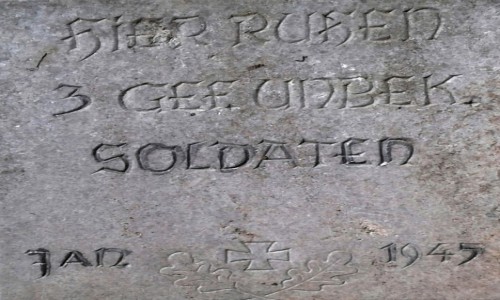 HIER RUHEN
3 GEF. UNBEK.
SOLDATEN
JAN. 1945